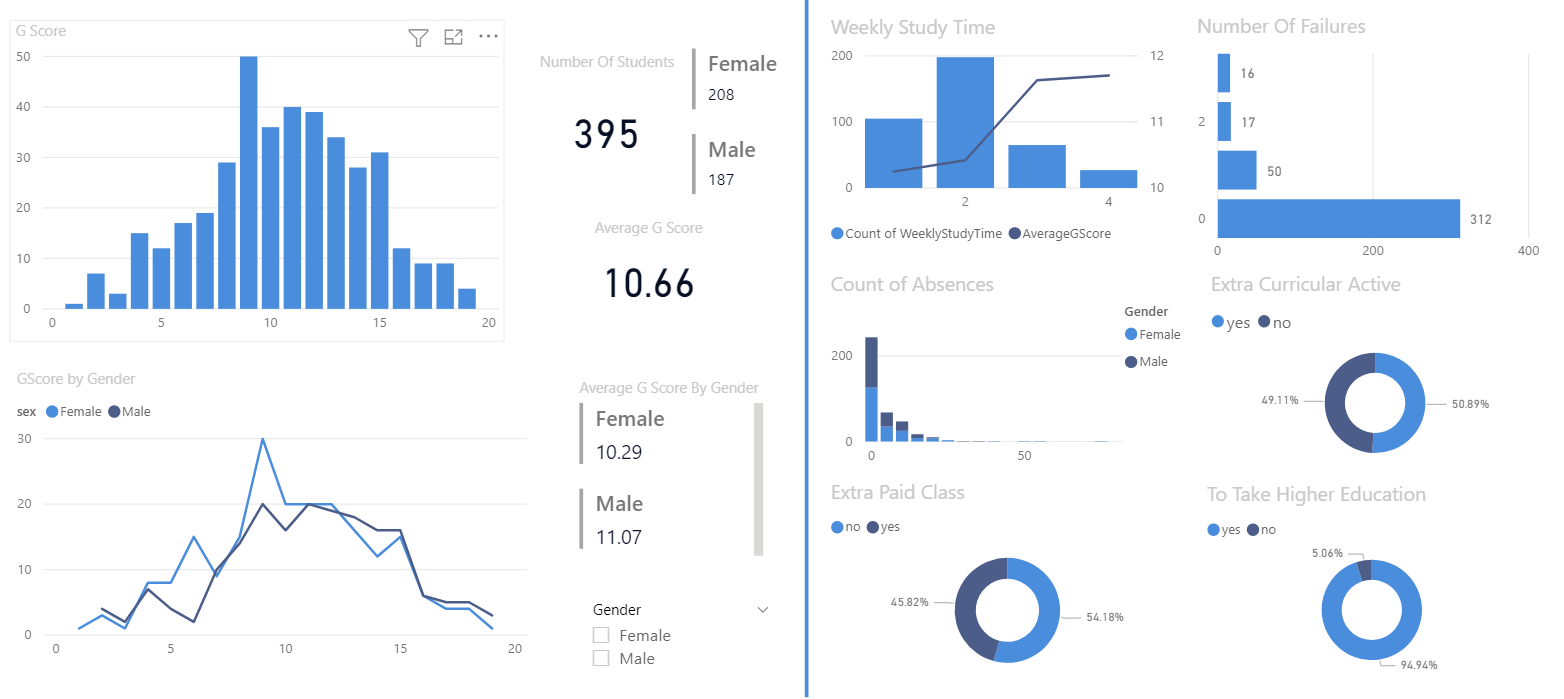 G Score
50
40
30
20
10
0
0 5 10 15 20
Number Of Students
395
Female
208
Male
187
Average G Score
10.66
GScore by Gender
sex Female Male
30
20
10
0
0 5 10 15 20
Average G Score By Gender
Female
10.29
Male
11.07
Gender
Female
Male
Weekly Study Time
200 12
100 11
0 10
2 4
Count of WeeklyStudyTime AverageGScore
Number Of Failures
16
2 17
50
0 312
0 200 400
Count of Absences
Gender
Female
Male
200
0
0 50
Extra Curricular Active
yes no
49.11% 50.89%
Extra Paid Class
no yes
45.82% 54.18%
To Take Higher Education
yes no
5.06%
94.94%